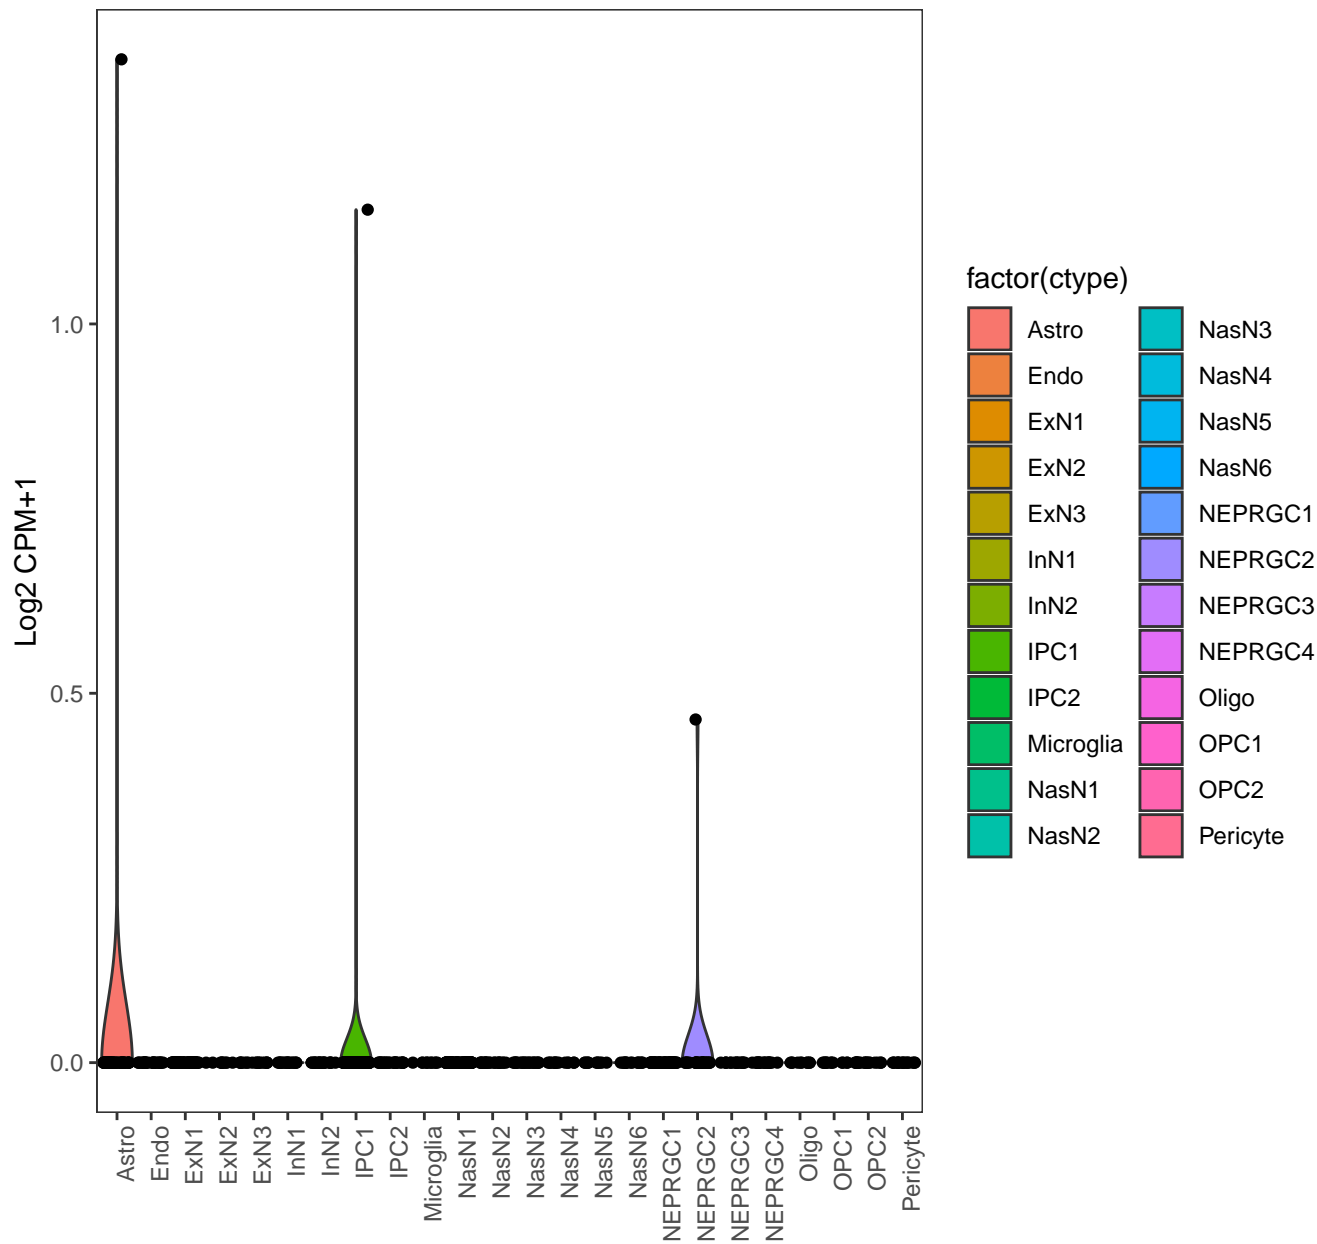 Log2 CPM+1
1.0
0.5
0.0
Astro
Endo
ExN1
ExN2
ExN3
InN1
InN2
IPC1
IPC2
Microglia
NasN1
NasN2
NasN3
NasN4
NasN5
NasN6
NEPRGC1
NEPRGC2
NEPRGC3
NEPRGC4
Oligo
OPC1
OPC2
Pericyte
factor(ctype)
Astro
Endo
ExN1
ExN2
ExN3
InN1
InN2
IPC1
IPC2
Microglia
NasN1
NasN2
NasN3
NasN4
NasN5
NasN6
NEPRGC1
NEPRGC2
NEPRGC3
NEPRGC4
Oligo
OPC1
OPC2
Pericyte